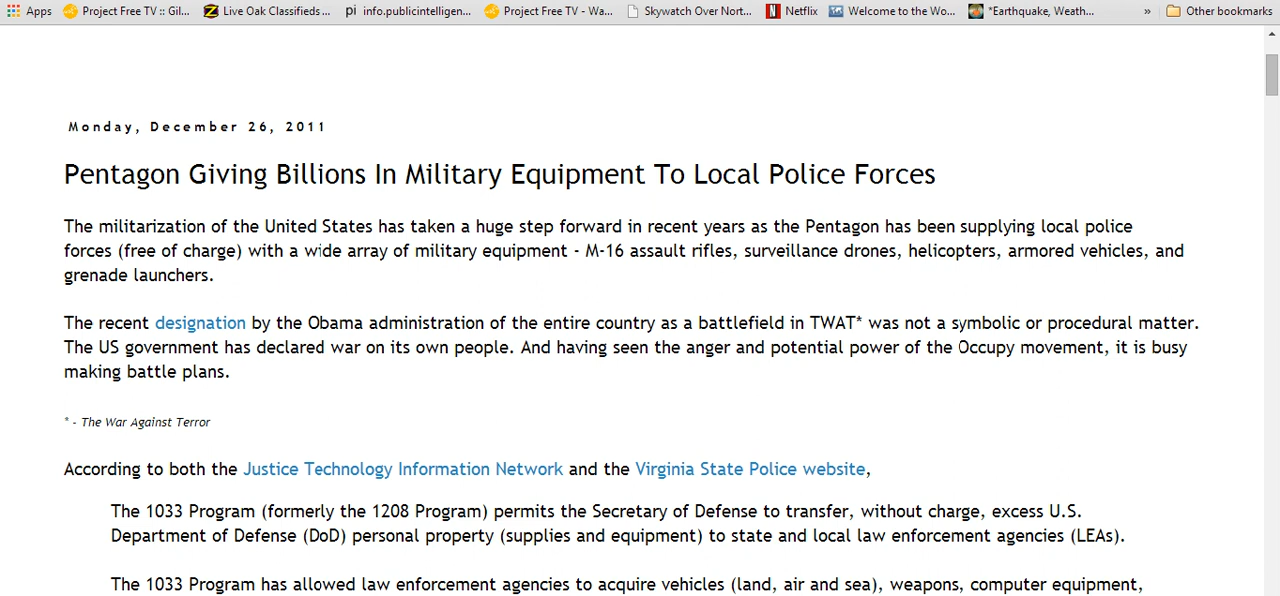 Apps Project Free TV :: Gil... Live Oak Classifieds... pi info.publicintelligen... Project Free TV - Wa... Skywatch Over Nort... N Netflix Welcome to the Wo... *Earthquake, Weath... » Other bookmarks
Monday, December 26, 2011
Pentagon Giving Billions In Military Equipment To Local Police Forces
The militarization of the United States has taken a huge step forward in recent years as the Pentagon has been supplying local police
forces (free of charge) with a wide array of military equipment - M-16 assault rifles, surveillance drones, helicopters, armored vehicles, and
grenade launchers.
The recent designation by the Obama administration of the entire country as a battlefield in TWAT* was not a symbolic or procedural matter.
The US government has declared war on its own people. And having seen the anger and potential power of the Occupy movement, it is busy
making battle plans.
* - The War Against Terror
According to both the Justice Technology Information Network and the Virginia State Police website,
The 1033 Program (formerly the 1208 Program) permits the Secretary of Defense to transfer, without charge, excess U.S.
Department of Defense (DoD) personal property (supplies and equipment) to state and local law enforcement agencies (LEAs).
The 1033 Program has allowed law enforcement agencies to acquire vehicles (land, air and sea), weapons, computer equipment,